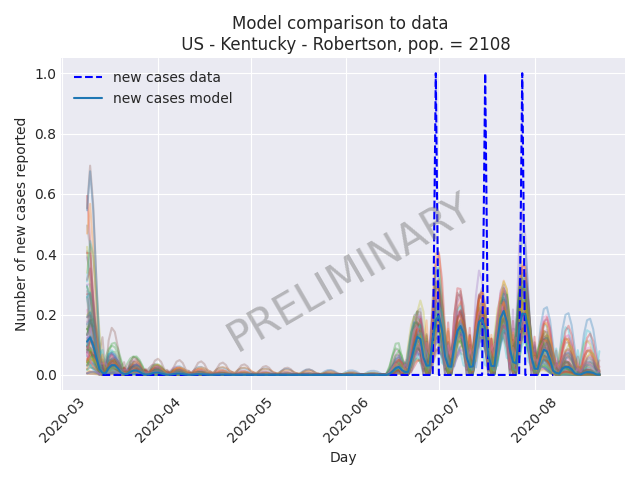 Model comparison to data
US - Kentucky - Robertson, pop. = 2108
new cases data
new cases model
1.0
0.8
0.6
0.4
0.2
0.0
Number of new cases reported
PRELIMINARY
2020-03
2020-04
2020-05
2020-06
2020-07
2020-08
Day